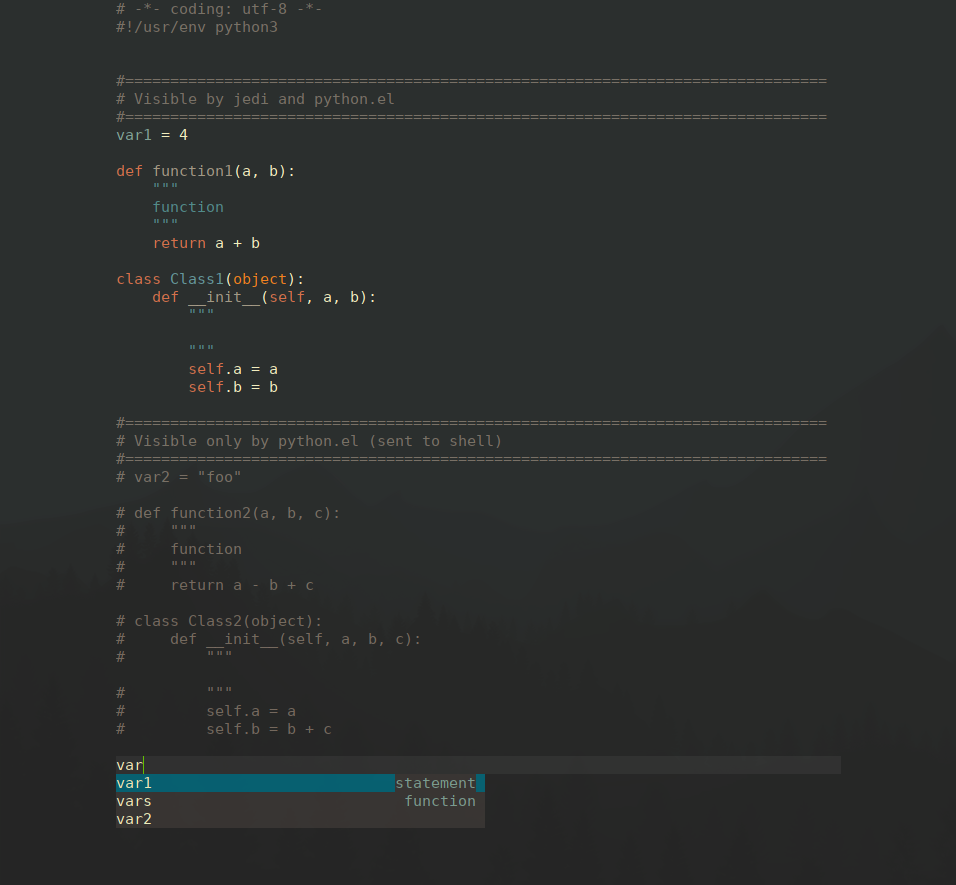 # -*- coding: utf-8 -*-
#!/usr/env python3
#==============================================================================
# Visible by jedi and python.el
#==============================================================================
var1 = 4
def function1(a, b):
    """
    function
    """
    return a + b
class Class1(object):
    def __init__(self, a, b):
        """
        """
        self.a = a
        self.b = b
#==============================================================================
# Visible only by python.el (sent to shell)
#==============================================================================
# var2 = "foo"
# def function2(a, b, c):
#     """
#     function
#     """
#     return a - b + c
# class Class2(object):
#     def __init__(self, a, b, c):
#         """
#         """
#         self.a = a
#         self.b = b + c
var
var1 statement
vars function
var2